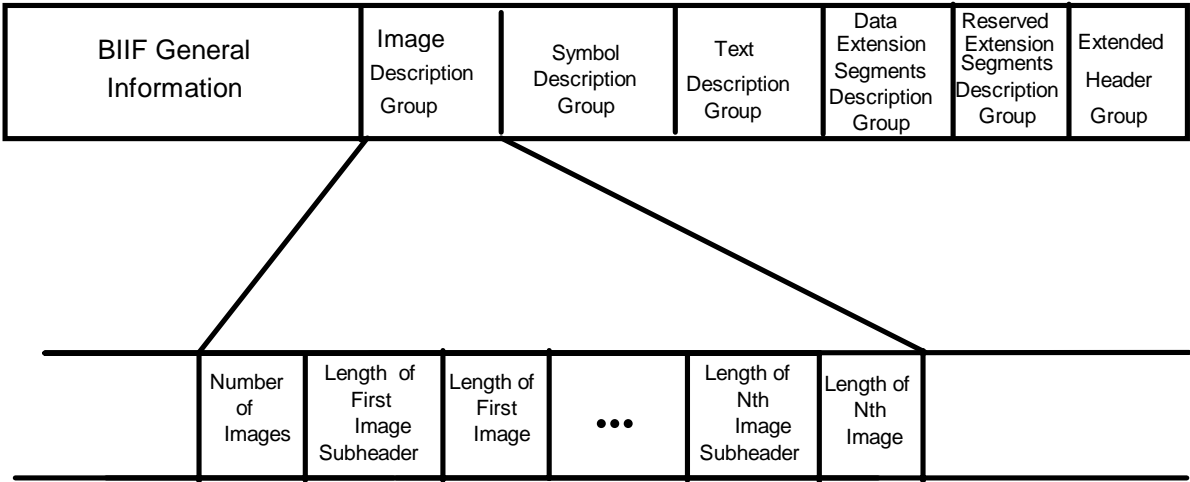 BIIF General
Information
Image
Description
Group
Symbol
Description
Group
Text
Description
Group
Data
Extension
Segments
Description
Group
Reserved
Extension
Segments
Description
Group
Extended
Header
Group
Number
of
Images
Length of
First
Image
Subheader
Length of
First
Image
•••
Length of
Nth
Image
Subheader
Length of
Nth
Image